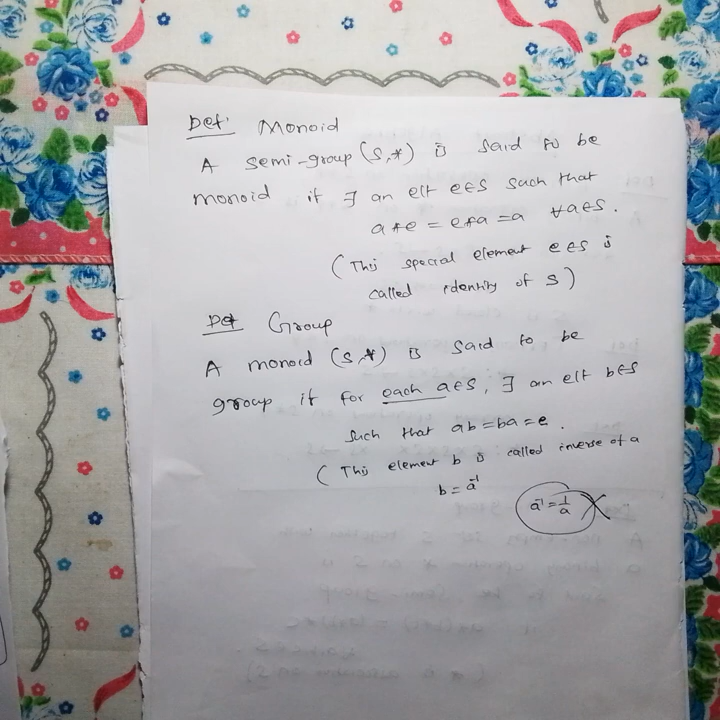 Def: Monoid
A semi-group (S,*) is said to be
monoid if ∃ an elt e∈S such that
a*e = e*a = a ∀a∈S.
(This special element e∈S is
called identity of S)
Def Group
A monoid (S,*) is said to be
group if for each a∈S, ∃ an elt b∈S
such that ab=ba=e.
(This element b is called inverse of a
b = a⁻¹
a⁻¹ = 1/a X